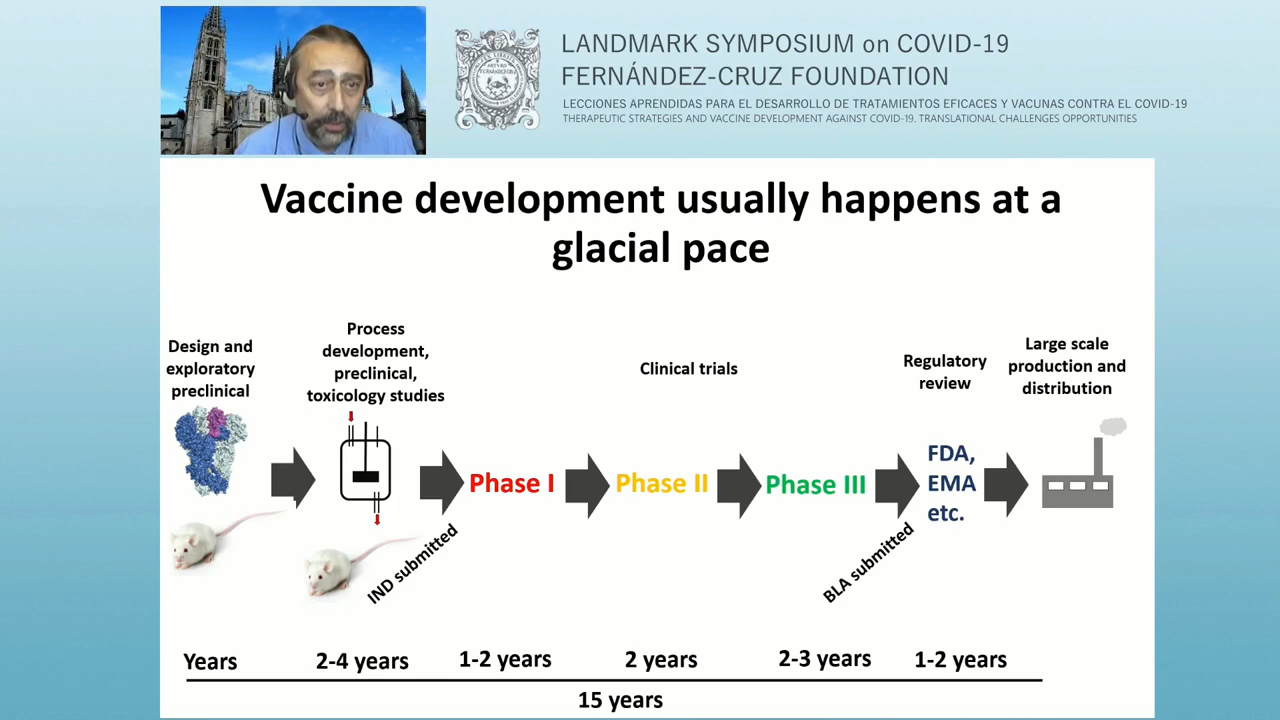 LANDMARK SYMPOSIUM on COVID-19
FERNÁNDEZ-CRUZ FOUNDATION
LECCIONES APRENDIDAS PARA EL DESARROLLO DE TRATAMIENTOS EFICACES Y VACUNAS CONTRA EL COVID-19
THERAPEUTIC STRATEGIES AND VACCINE DEVELOPMENT AGAINST COVID-19. TRANSLATIONAL CHALLENGES OPPORTUNITIES
Vaccine development usually happens at a
glacial pace
Design and
exploratory
preclinical
Process
development,
preclinical,
toxicology studies
Clinical trials
Regulatory
review
Large scale
production and
distribution
IND submitted
Phase I
Phase II
Phase III
BLA submitted
FDA,
EMA
etc.
Years
2-4 years
1-2 years
2 years
2-3 years
1-2 years
15 years